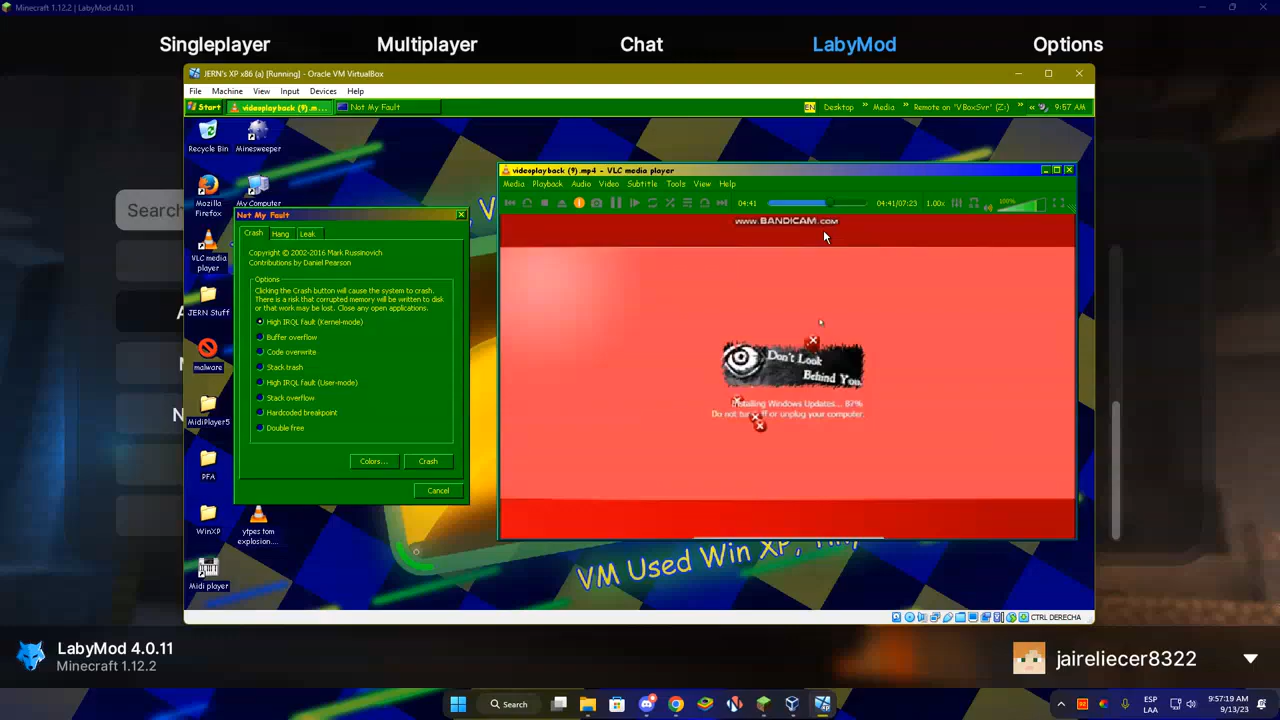 Minecraft 1.12.2 | LabyMod 4.0.11
Singleplayer Multiplayer Chat LabyMod Options
JERN's XP x86 (a) [Running] - Oracle VM VirtualBox
File Machine View Input Devices Help
Start videoplayback (9).m... Not My Fault EN Desktop » Media » Remote on 'VBoxSvr' (Z:) » « 9:57 AM
Recycle Bin Minesweeper
Mozilla Firefox My Computer
VLC media player
JERN Stuff
malware
MidiPlayer5
PFA
WinXP
ytpes tom explosion....
Midi player
Search
Not My Fault
Crash Hang Leak
Copyright © 2002-2016 Mark Russinovich
Contributions by Daniel Pearson
Options
Clicking the Crash button will cause the system to crash.
There is a risk that corrupted memory will be written to disk
or that work may be lost. Close any open applications.
High IRQL fault (Kernel-mode)
Buffer overflow
Code overwrite
Stack trash
High IRQL fault (User-mode)
Stack overflow
Hardcoded breakpoint
Double free
Colors... Crash
Cancel
videoplayback (9).mp4 - VLC media player
Media Playback Audio Video Subtitle Tools View Help
04:41 04:41/07:23 1.00x 100%
WWW.BANDICAM.COM
Don't Look
Behind You.
Installing Windows Updates... 87%
Do not turn off or unplug your computer.
VM Used Win XP,
CTRL DERECHA
LabyMod 4.0.11
Minecraft 1.12.2
jaireliecer8322
Search
ESP
LAA
9:57:19 AM
9/13/23